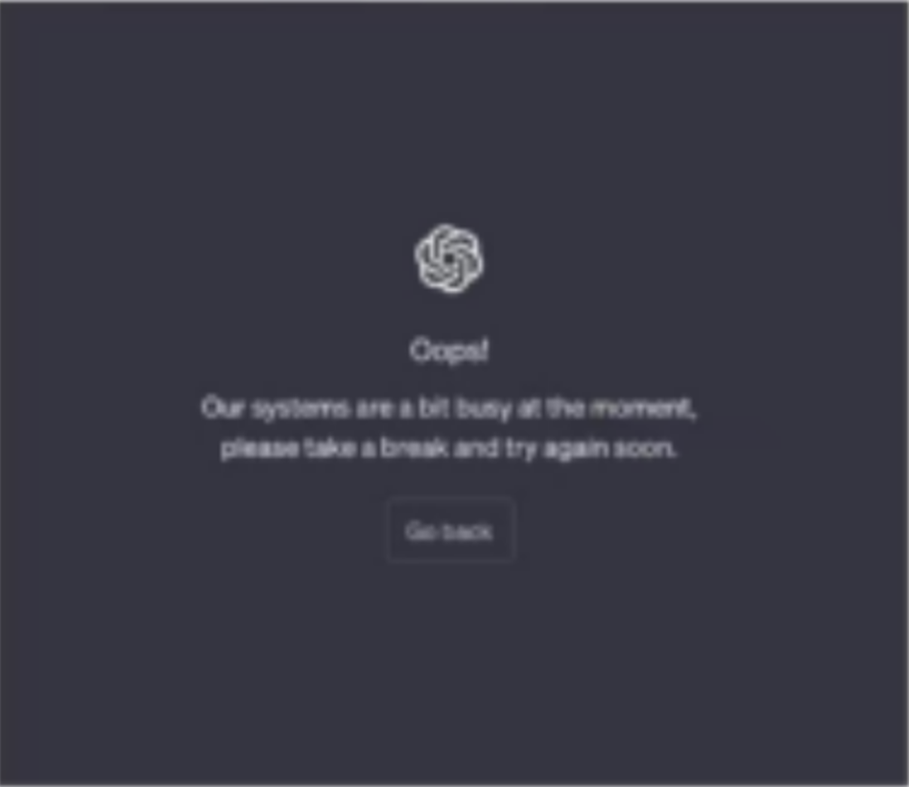 Oops!
Our systems are a bit busy at the moment,
please take a break and try again soon.
Go back